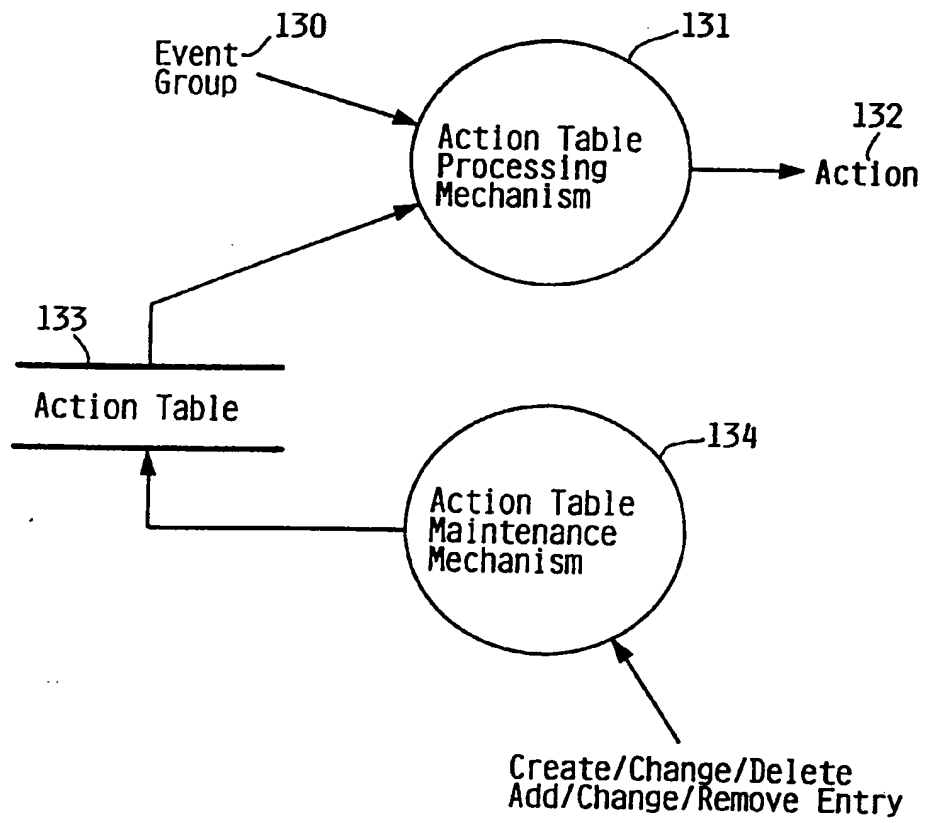 130
Event
Group
131
Action Table
Processing
Mechanism
132
Action
133
Action Table
134
Action Table
Maintenance
Mechanism
Create/Change/Delete
Add/Change/Remove Entry